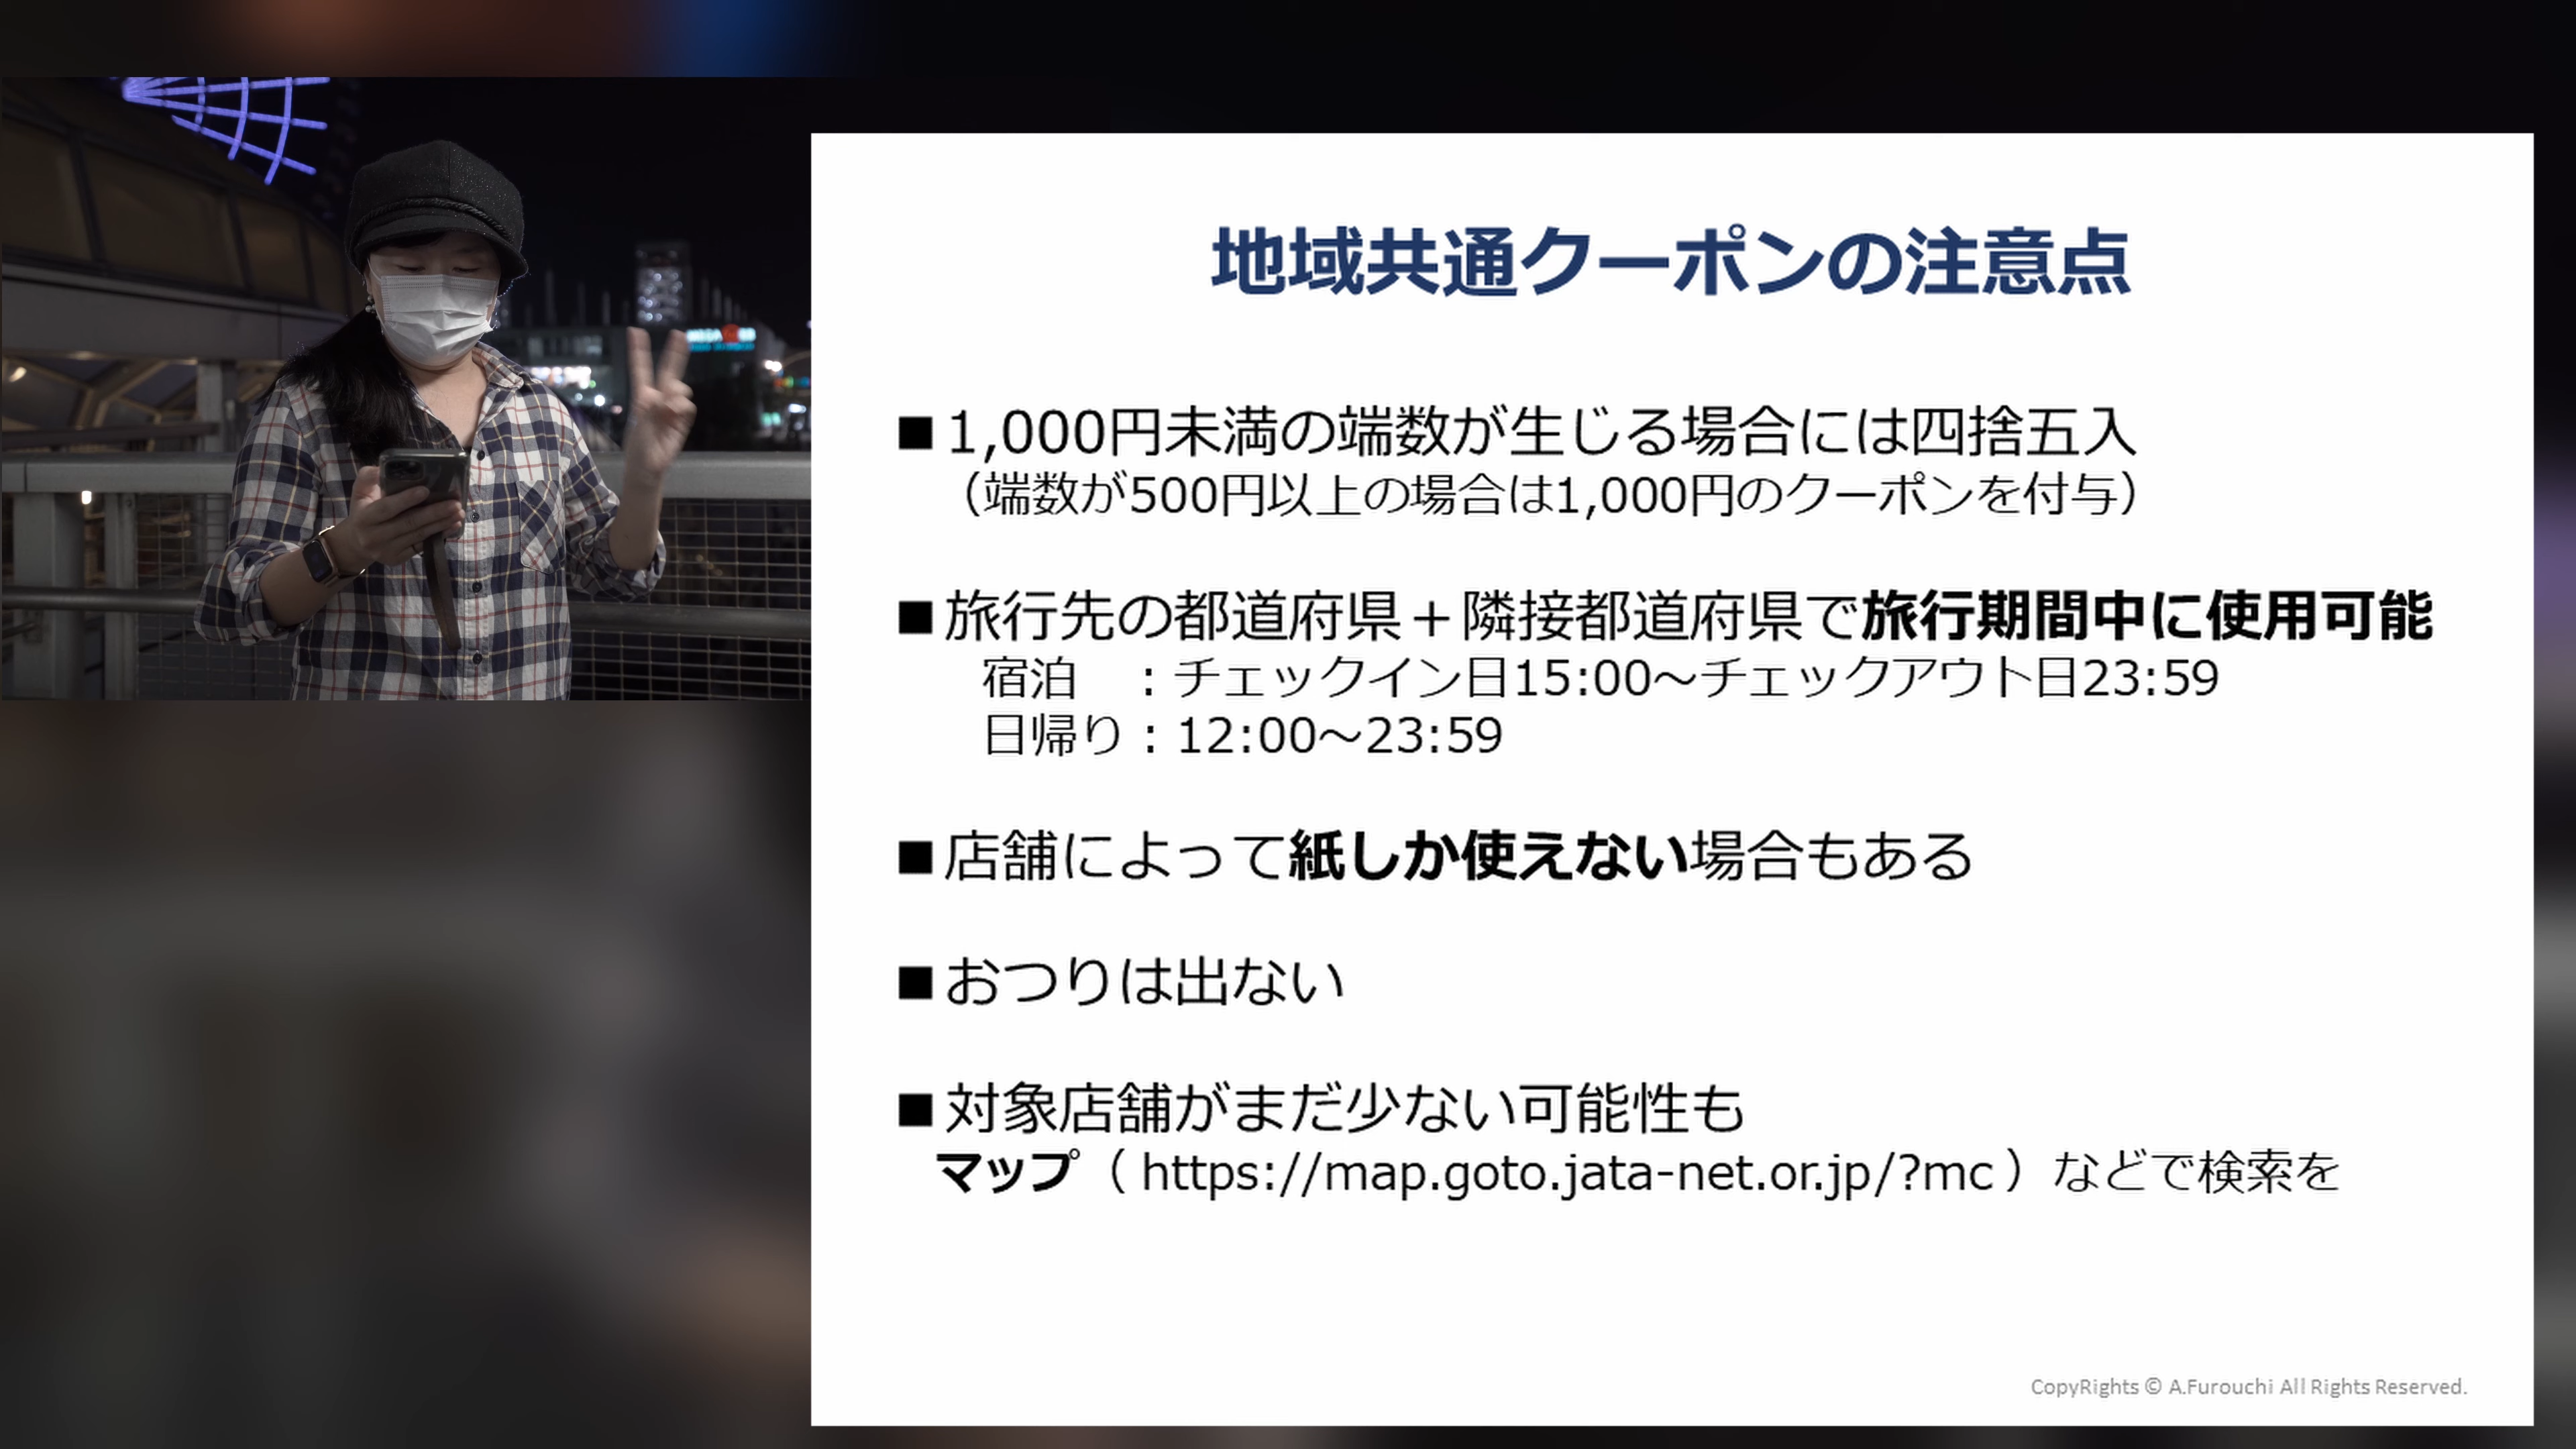 地域共通クーポンの注意点
■1,000円未満の端数が生じる場合には四捨五入
（端数が500円以上の場合は1,000円のクーポンを付与）
■旅行先の都道府県＋隣接都道府県で旅行期間中に使用可能
宿泊　：チェックイン日15:00～チェックアウト日23:59
日帰り：12:00～23:59
■店舗によって紙しか使えない場合もある
■おつりは出ない
■対象店舗がまだ少ない可能性も
マップ（https://map.goto.jata-net.or.jp/?mc）などで検索を
CopyRights © A.Furouchi All Rights Reserved.